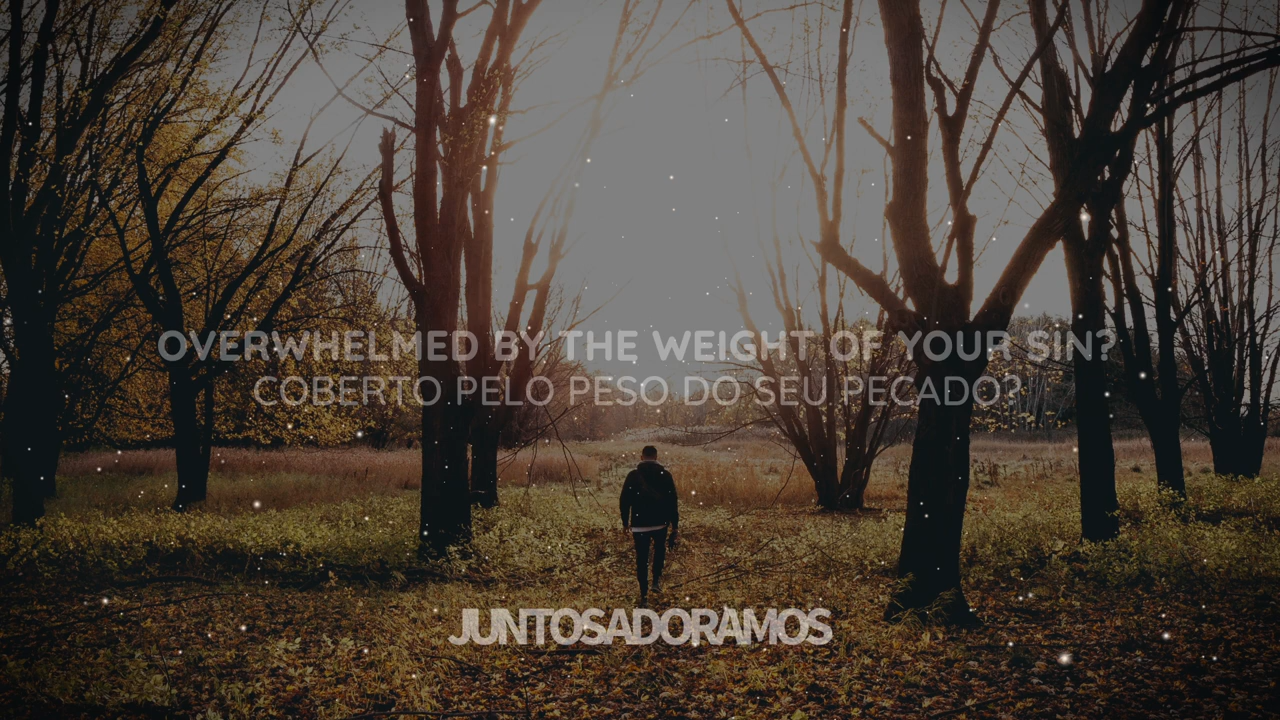 OVERWHELMED BY THE WEIGHT OF YOUR SIN?
COBERTO PELO PESO DO SEU PECADO?
JUNTOSADORAMOS